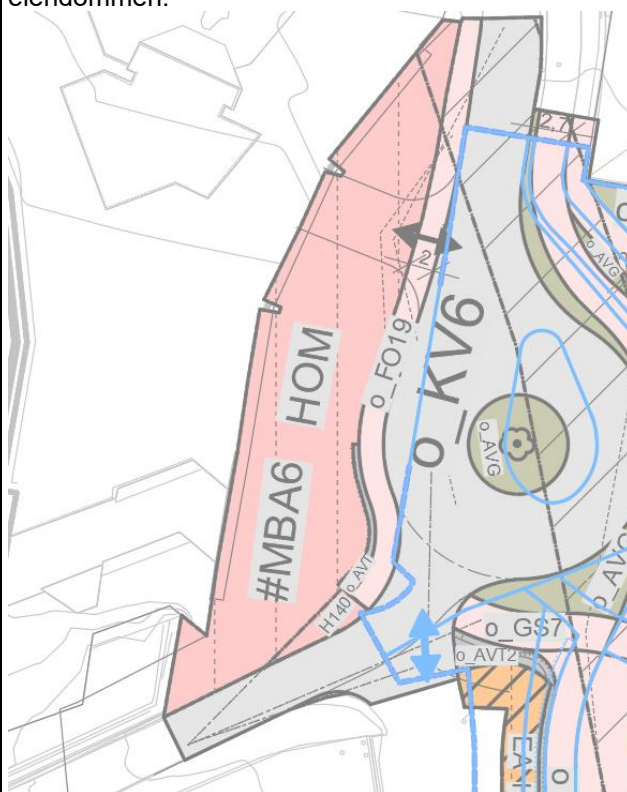 eiendommen.
2,7
o_AVG
2
o_FO19
HOM
o_KV6
o_AVG
#MBA6
H140
o_AVT
o_GS7
o_AVT2
o